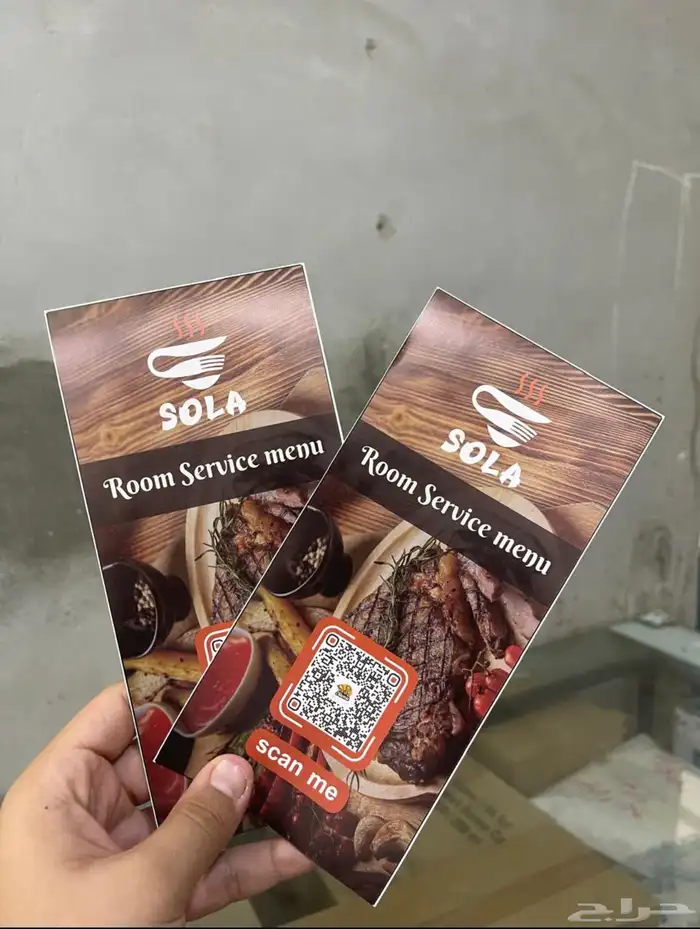 SOLA
Room Service menu
SOLA
Room Service menu
scan me
حراج